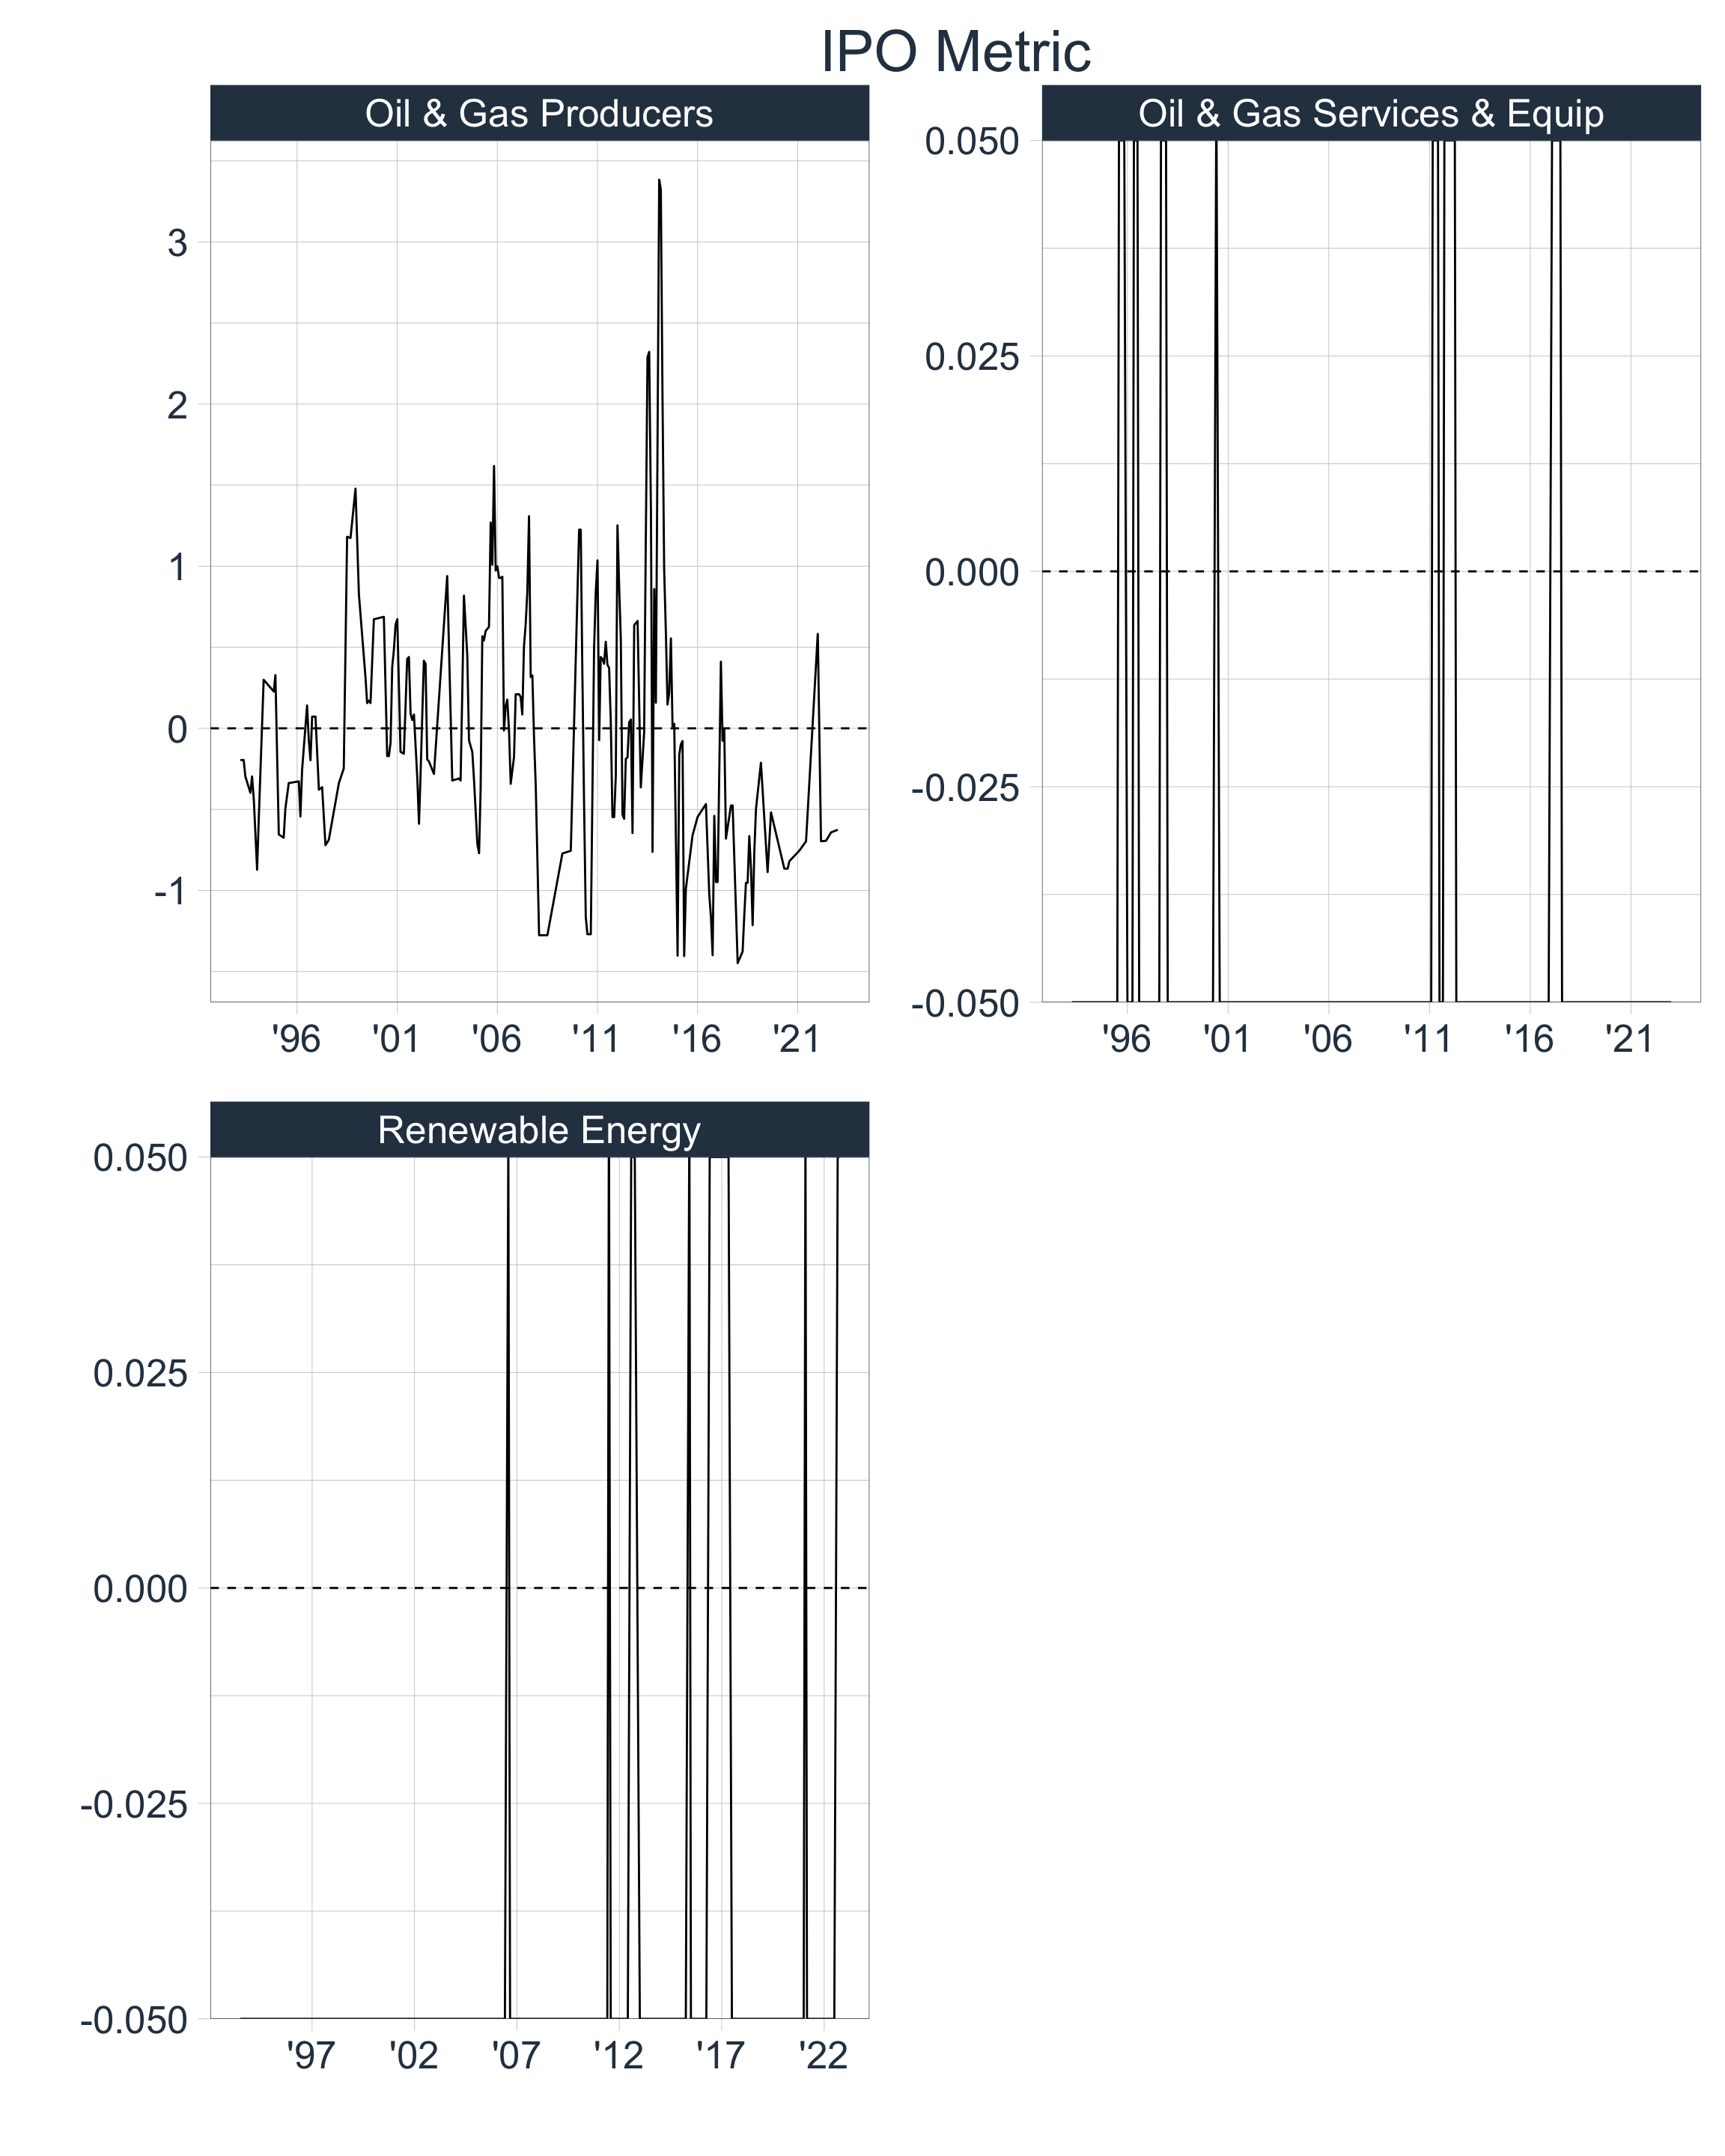 IPO Metric
Oil & Gas Producers
3
2
1
0
-1
'96 '01 '06 '11 '16 '21
Oil & Gas Services & Equip
0.050
0.025
0.000
-0.025
-0.050
'96 '01 '06 '11 '16 '21
Renewable Energy
0.050
0.025
0.000
-0.025
-0.050
'97 '02 '07 '12 '17 '22